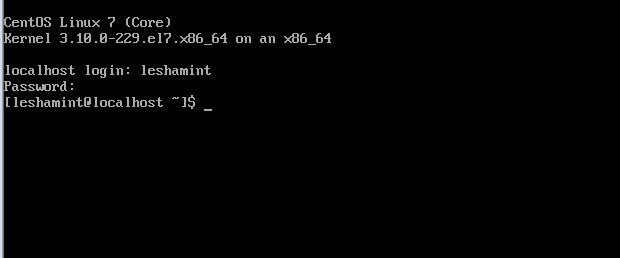 CentOS Linux 7 (Core)
Kernel 3.10.0-229.el7.x86_64 on an x86_64
localhost login: leshamint
Password:
[leshamint@localhost ~]$ _